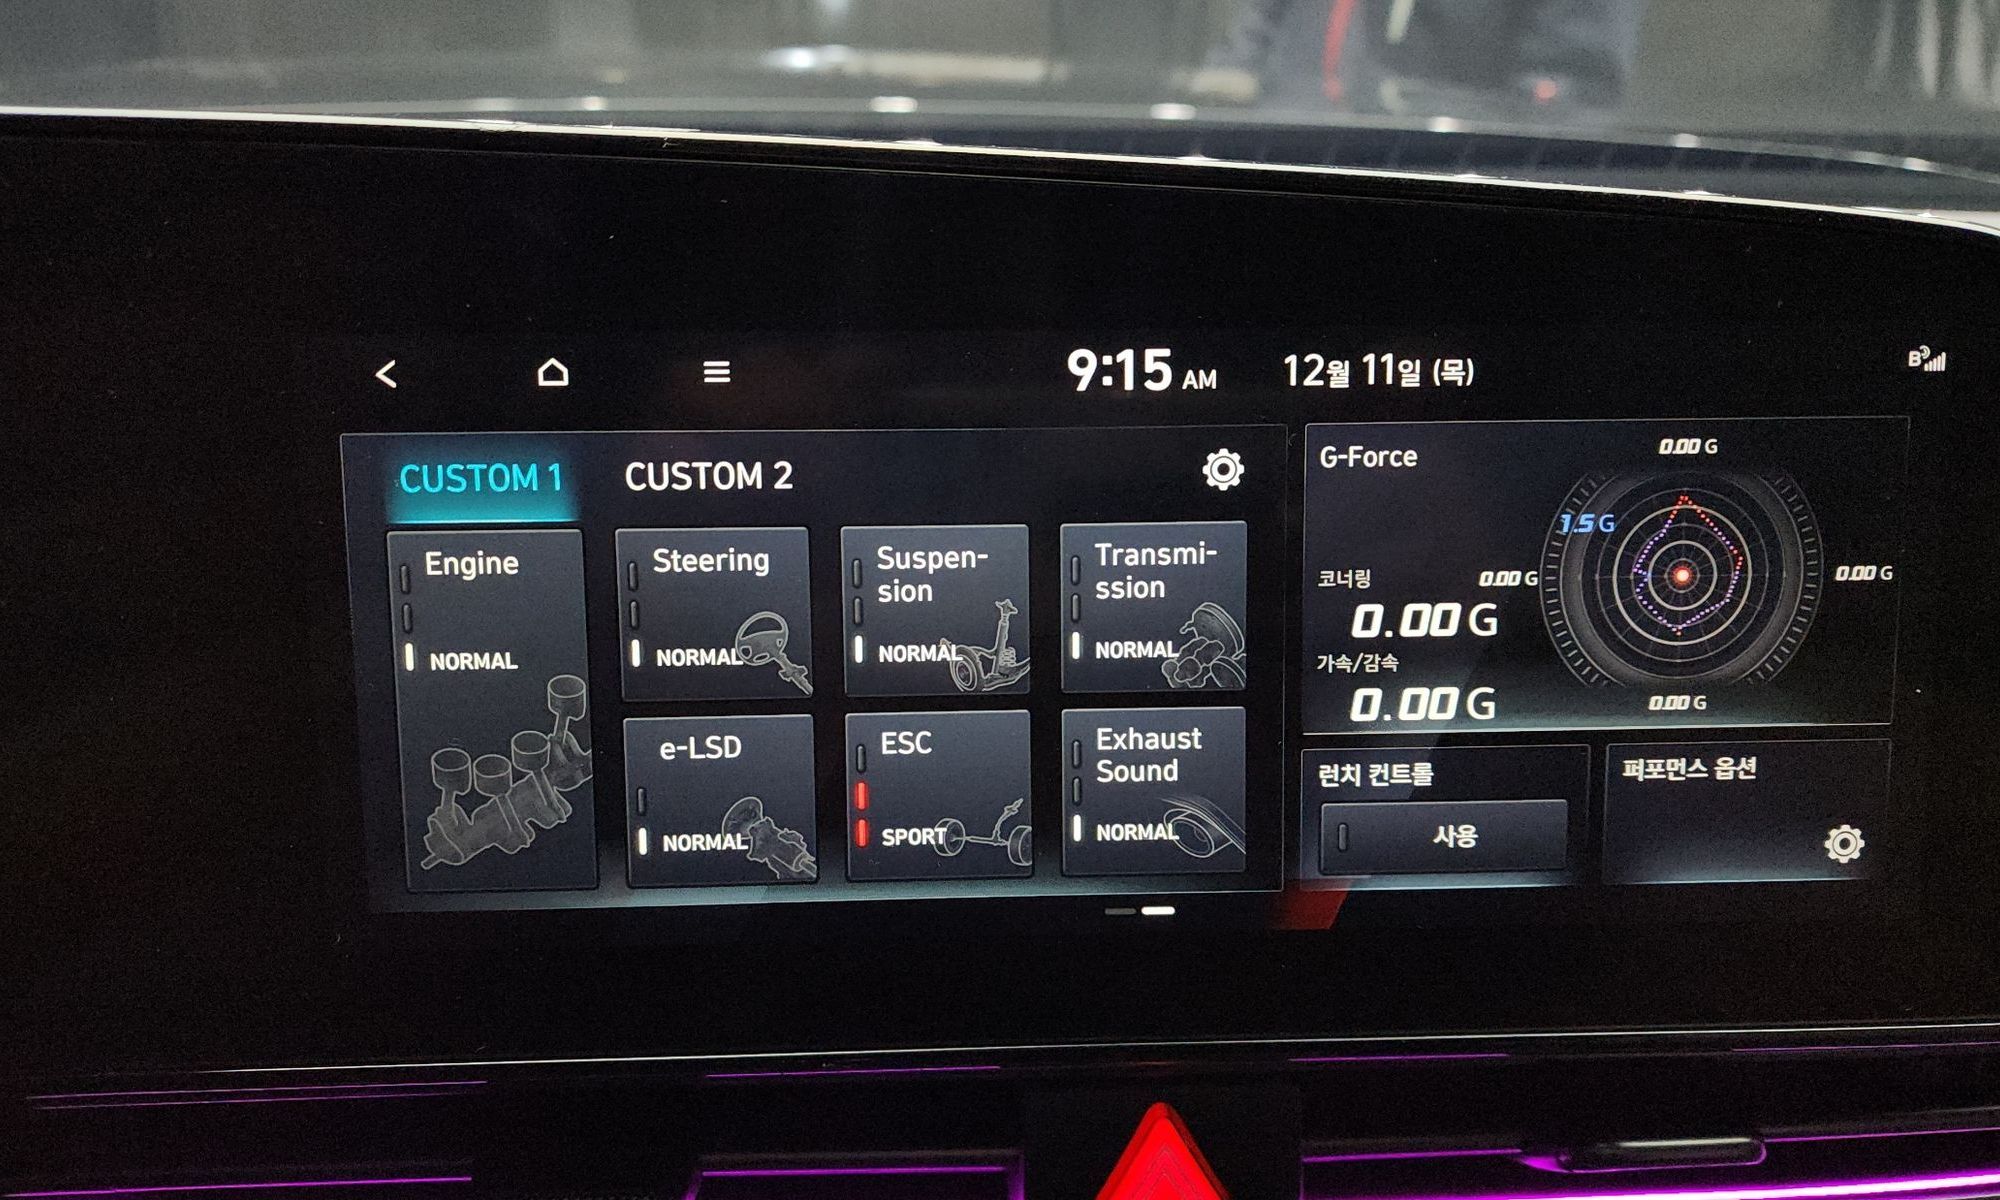 9:15 AM 12월 11일 (목)
B
CUSTOM 1 CUSTOM 2
Engine
NORMAL
Steering
NORMAL
Suspen-
sion
NORMAL
Transmi-
ssion
NORMAL
e-LSD
NORMAL
ESC
SPORT
Exhaust
Sound
NORMAL
G-Force
0.00 G
1.5 G
코너링
0.00 G
0.00 G
0.00 G
가속/감속
0.00 G
0.00 G
런치 컨트롤
사용
퍼포먼스 옵션